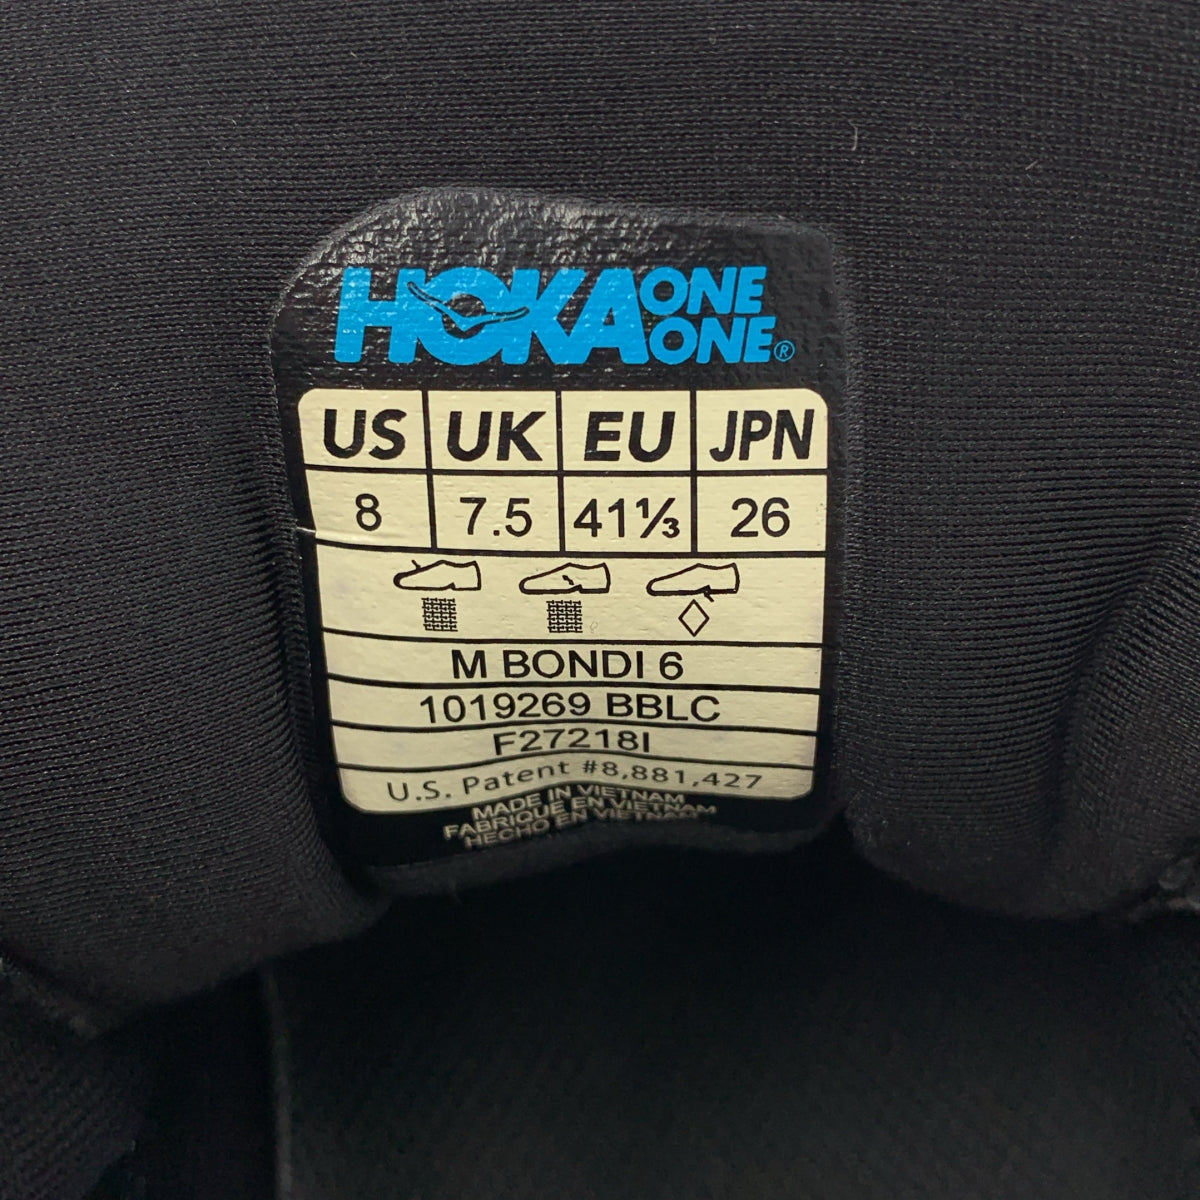 HOKA ONE ONE®
US UK EU JPN
8 7.5 41⅓ 26
M BONDI 6
1019269 BBLC
F27218I
U.S. Patent #8,881,427
MADE IN VIETNAM
FABRIQUE EN VIETNAM
HECHO EN VIETNAM